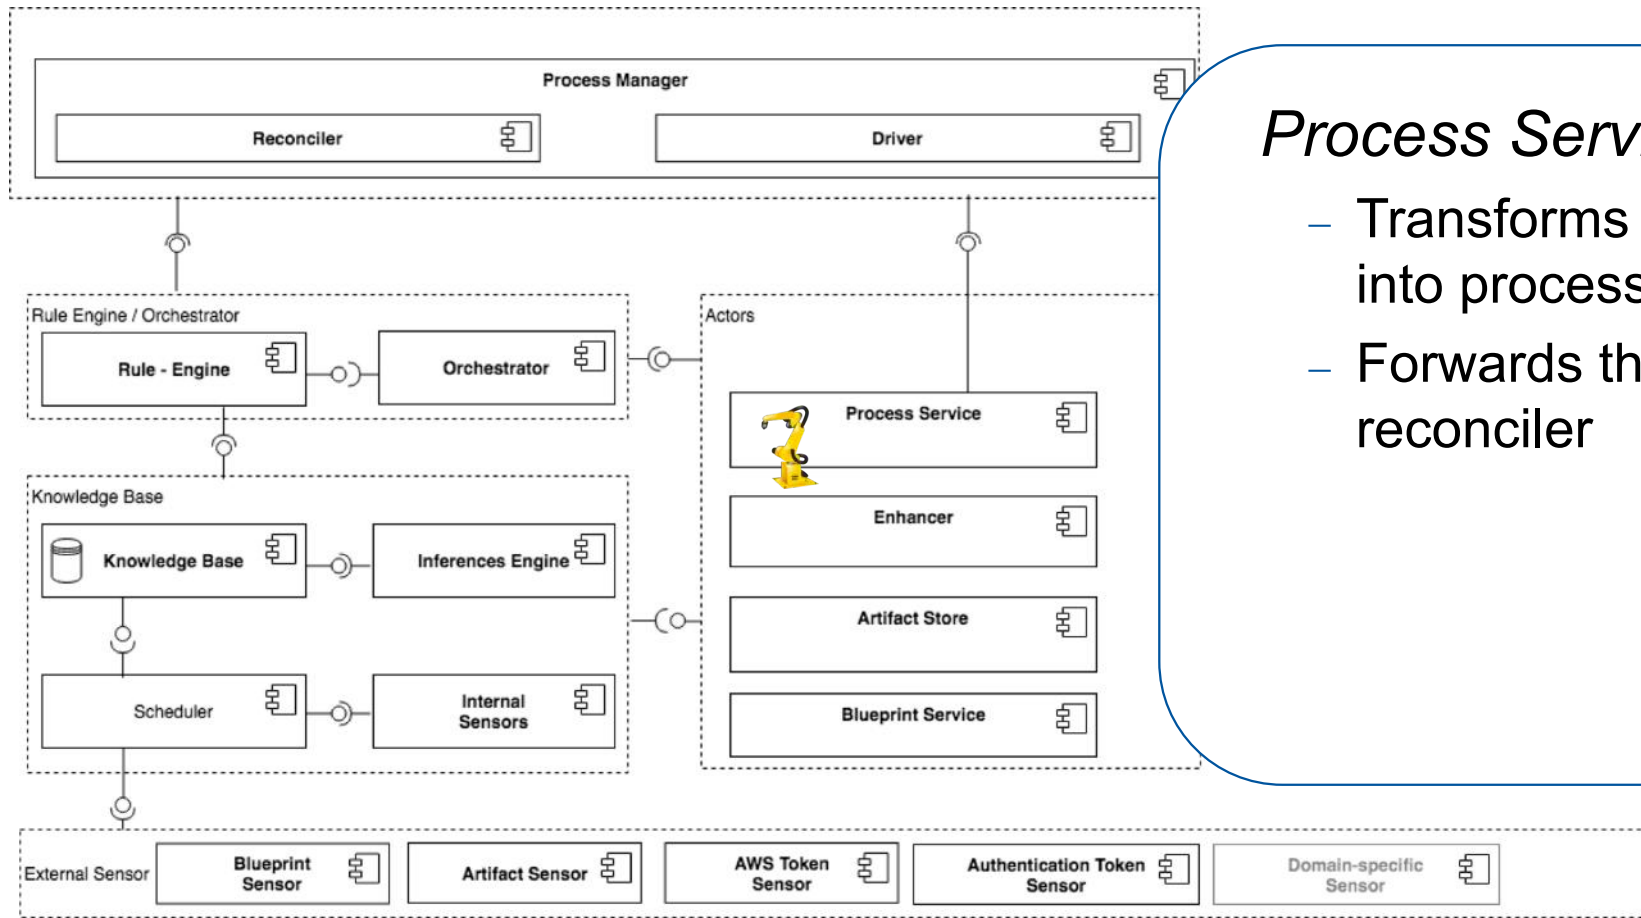 Process Manager
Reconciler
Driver
Process Serv
Transforms
into process
Forwards th
reconciler
Rule Engine / Orchestrator
Rule - Engine
Orchestrator
Actors
Process Service
Enhancer
Artifact Store
Blueprint Service
Knowledge Base
Knowledge Base
Inferences Engine
Scheduler
Internal
Sensors
External Sensor
Blueprint
Sensor
Artifact Sensor
AWS Token
Sensor
Authentication Token
Sensor
Domain-specific
Sensor